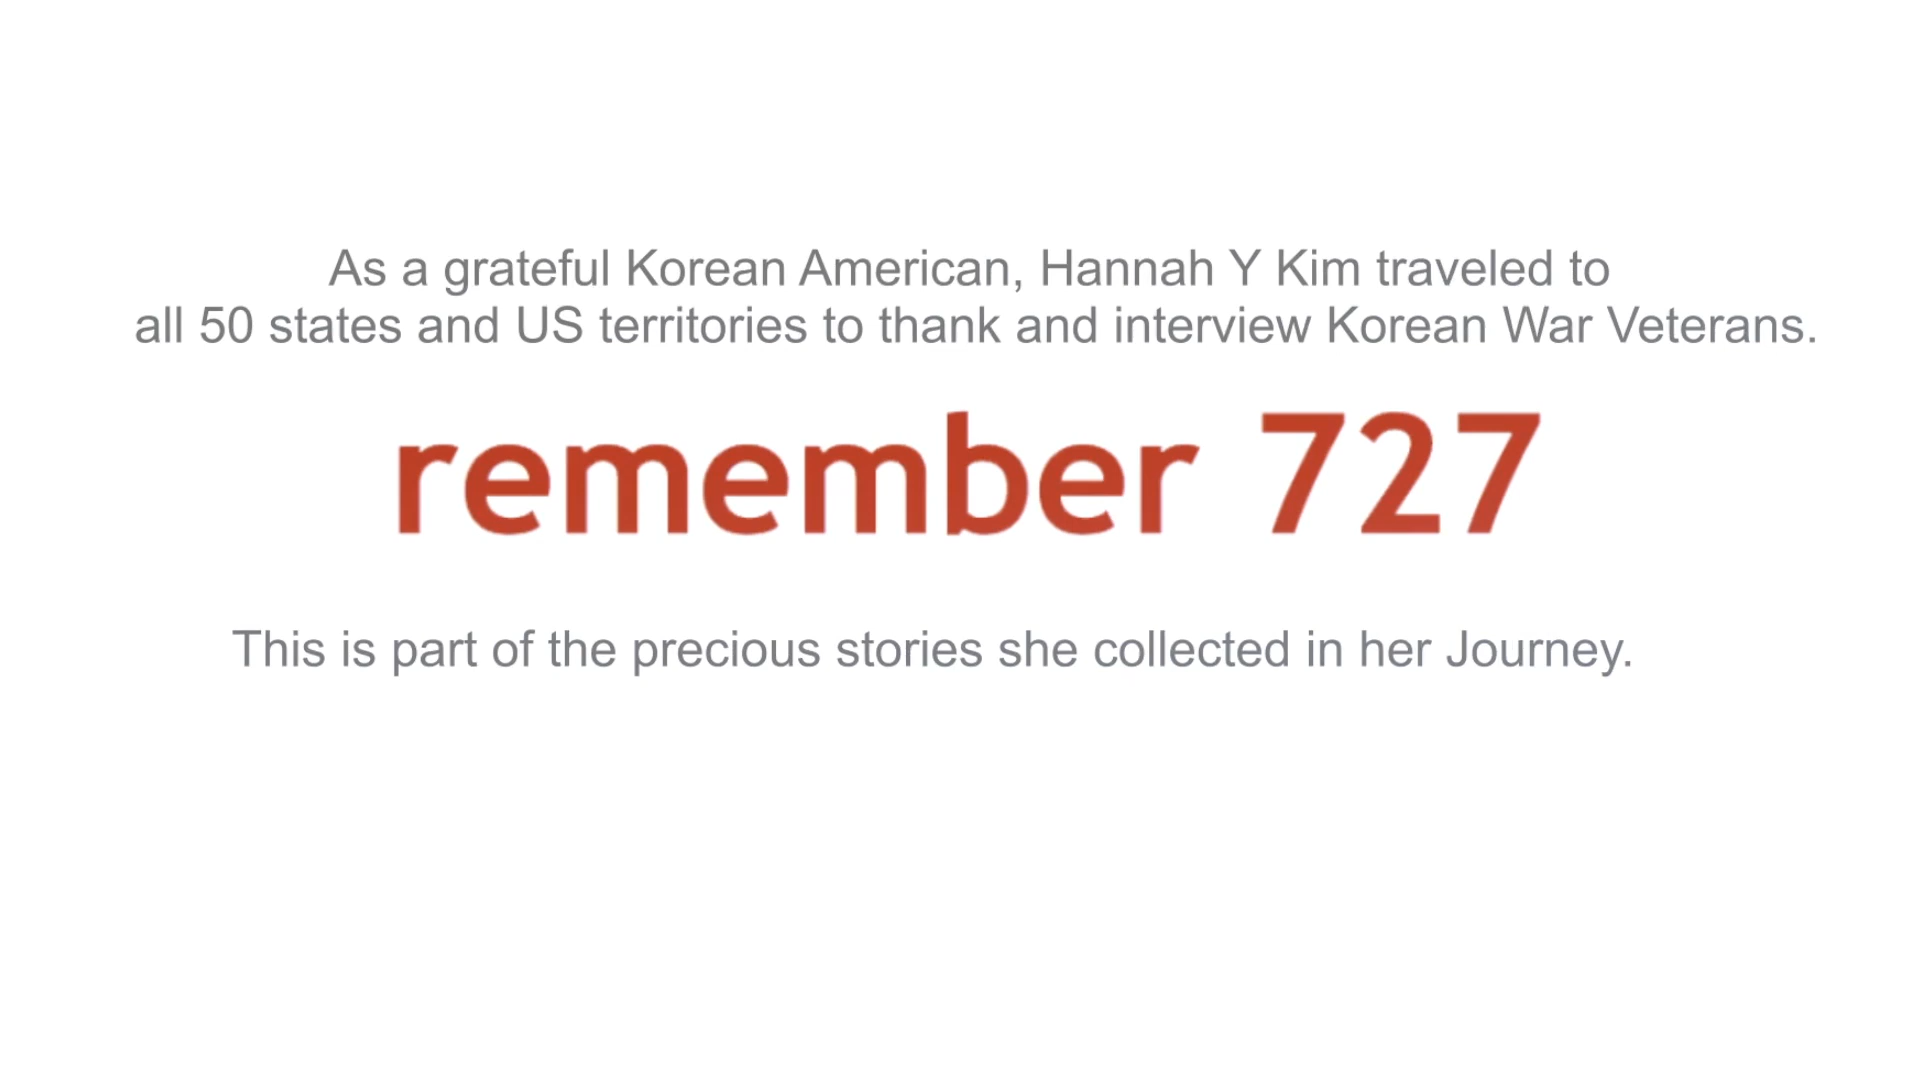 As a grateful Korean American, Hannah Y Kim traveled to
all 50 states and US territories to thank and interview Korean War Veterans.
remember 727
This is part of the precious stories she collected in her Journey.